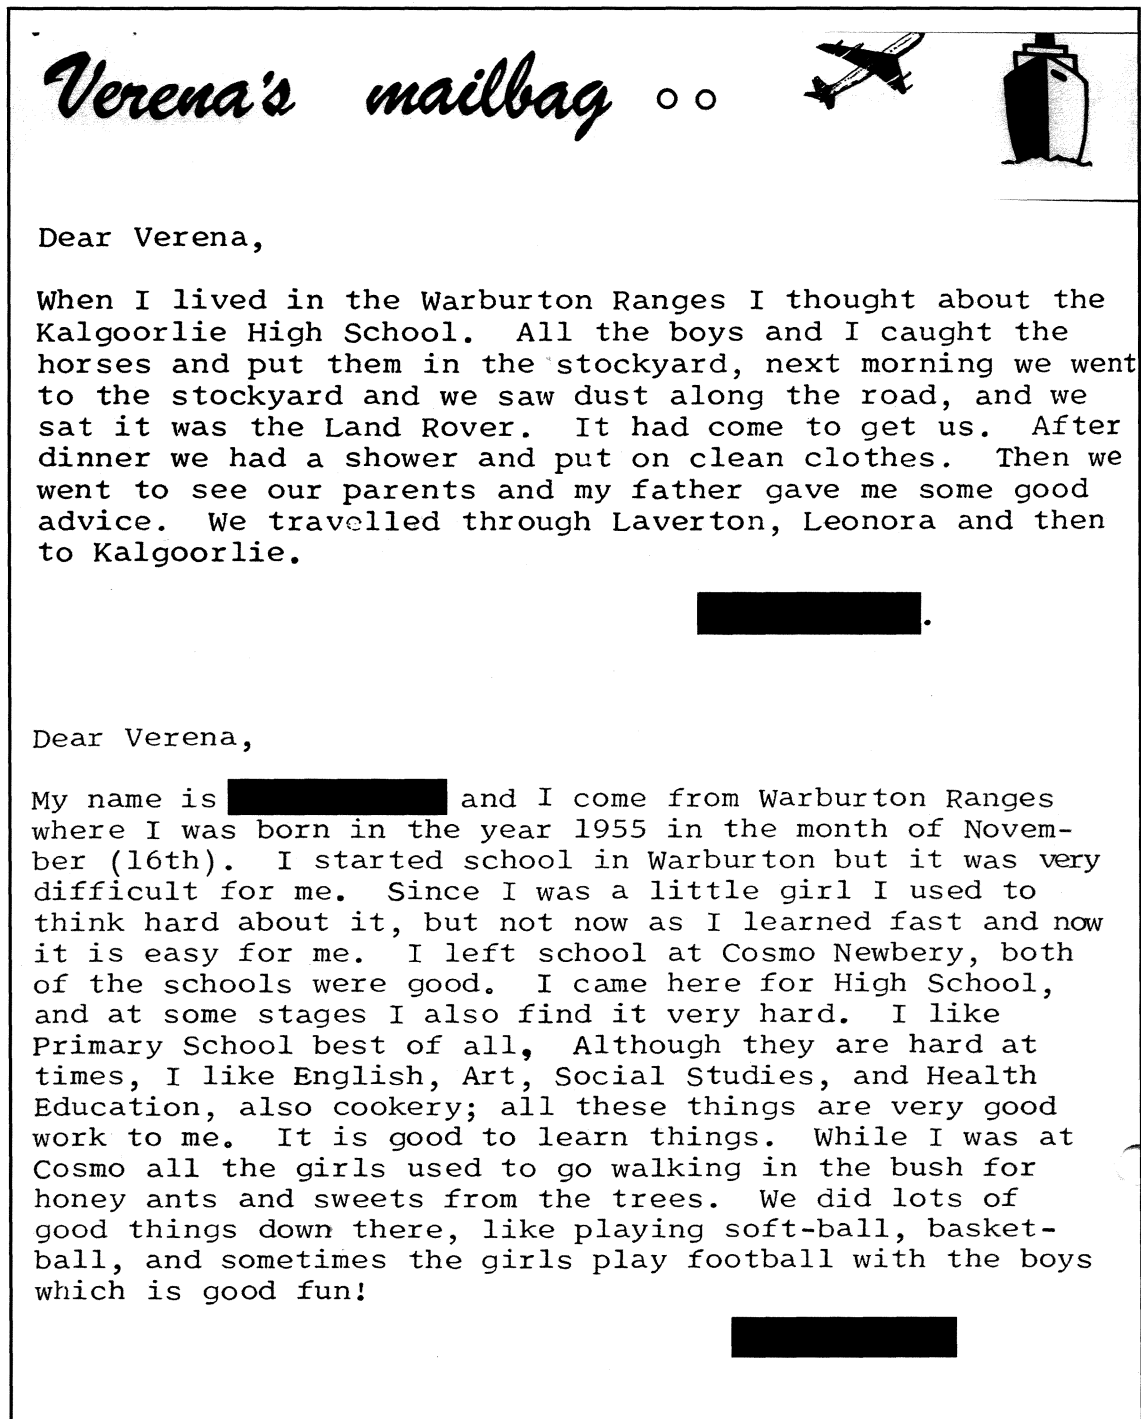 Verena's mailbag
Dear Verena,
When I lived in the Warburton Ranges I thought about the
Kalgoorlie High School. All the boys and I caught the
horses and put them in the stockyard, next morning we went
to the stockyard and we saw dust along the road, and we
sat it was the Land Rover. It had come to get us. After
dinner we had a shower and put on clean clothes. Then we
went to see our parents and my father gave me some good
advice. We travelled through Laverton, Leonora and then
to Kalgoorlie.
Dear Verena,
My name is and I come from Warburton Ranges
where I was born in the year 1955 in the month of Novem-
ber (16th). I started school in Warburton but it was very
difficult for me. Since I was a little girl I used to
think hard about it, but not now as I learned fast and now
it is easy for me. I left school at Cosmo Newbery, both
of the schools were good. I came here for High School,
and at some stages I also find it very hard. I like
Primary School best of all, Although they are hard at
times, I like English, Art, Social Studies, and Health
Education, also cookery; all these things are very good
work to me. It is good to learn things. While I was at
Cosmo all the girls used to go walking in the bush for
honey ants and sweets from the trees. We did lots of
good things down there, like playing soft-ball, basket-
ball, and sometimes the girls play football with the boys
which is good fun!